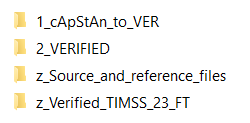 1_cApStAn_to_VER
2_VERIFIED
z_Source_and_reference_files
z_Verified_TIMSS_23_FT